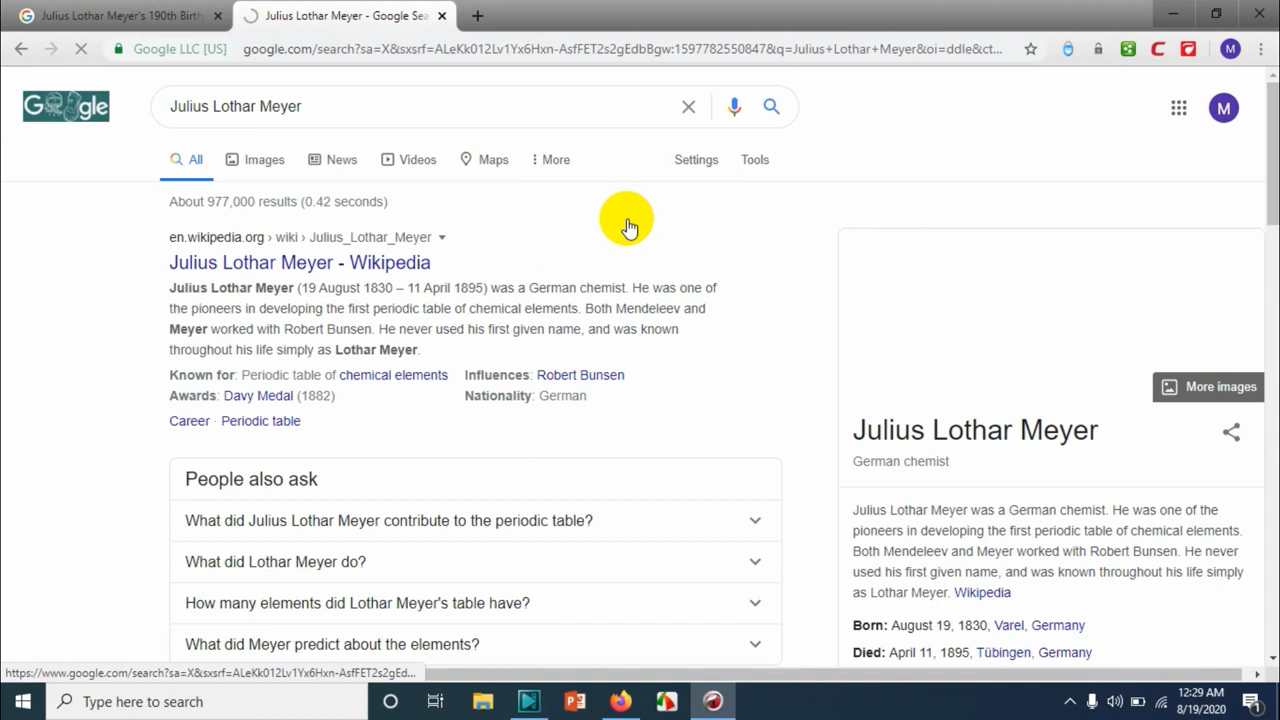 Julius Lothar Meyer's 190th Birth
Julius Lothar Meyer - Google Sea
Google LLC [US]
google.com/search?sa=X&sxsrf=ALeKk012Lv1Yx6Hxn-AsfFET2s2gEdbBgw:1597782550847&q=Julius+Lothar+Meyer&oi=ddle&ct...
M
Google
Julius Lothar Meyer
M
All
Images
News
Videos
Maps
More
Settings
Tools
About 977,000 results (0.42 seconds)
en.wikipedia.org › wiki › Julius_Lothar_Meyer
Julius Lothar Meyer - Wikipedia
Julius Lothar Meyer (19 August 1830 – 11 April 1895) was a German chemist. He was one of
the pioneers in developing the first periodic table of chemical elements. Both Mendeleev and
Meyer worked with Robert Bunsen. He never used his first given name, and was known
throughout his life simply as Lothar Meyer.
Known for: Periodic table of chemical elements
Influences: Robert Bunsen
Awards: Davy Medal (1882)
Nationality: German
Career · Periodic table
People also ask
What did Julius Lothar Meyer contribute to the periodic table?
What did Lothar Meyer do?
How many elements did Lothar Meyer's table have?
What did Meyer predict about the elements?
More images
Julius Lothar Meyer
German chemist
Julius Lothar Meyer was a German chemist. He was one of the
pioneers in developing the first periodic table of chemical elements.
Both Mendeleev and Meyer worked with Robert Bunsen. He never
used his first given name, and was known throughout his life simply
as Lothar Meyer. Wikipedia
Born: August 19, 1830, Varel, Germany
Died: April 11, 1895, Tübingen, Germany
https://www.google.com/search?sa=X&sxsrf=ALeKk012Lv1Yx6Hxn-AsfFET2s2gEd...
Type here to search
12:29 AM
8/19/2020